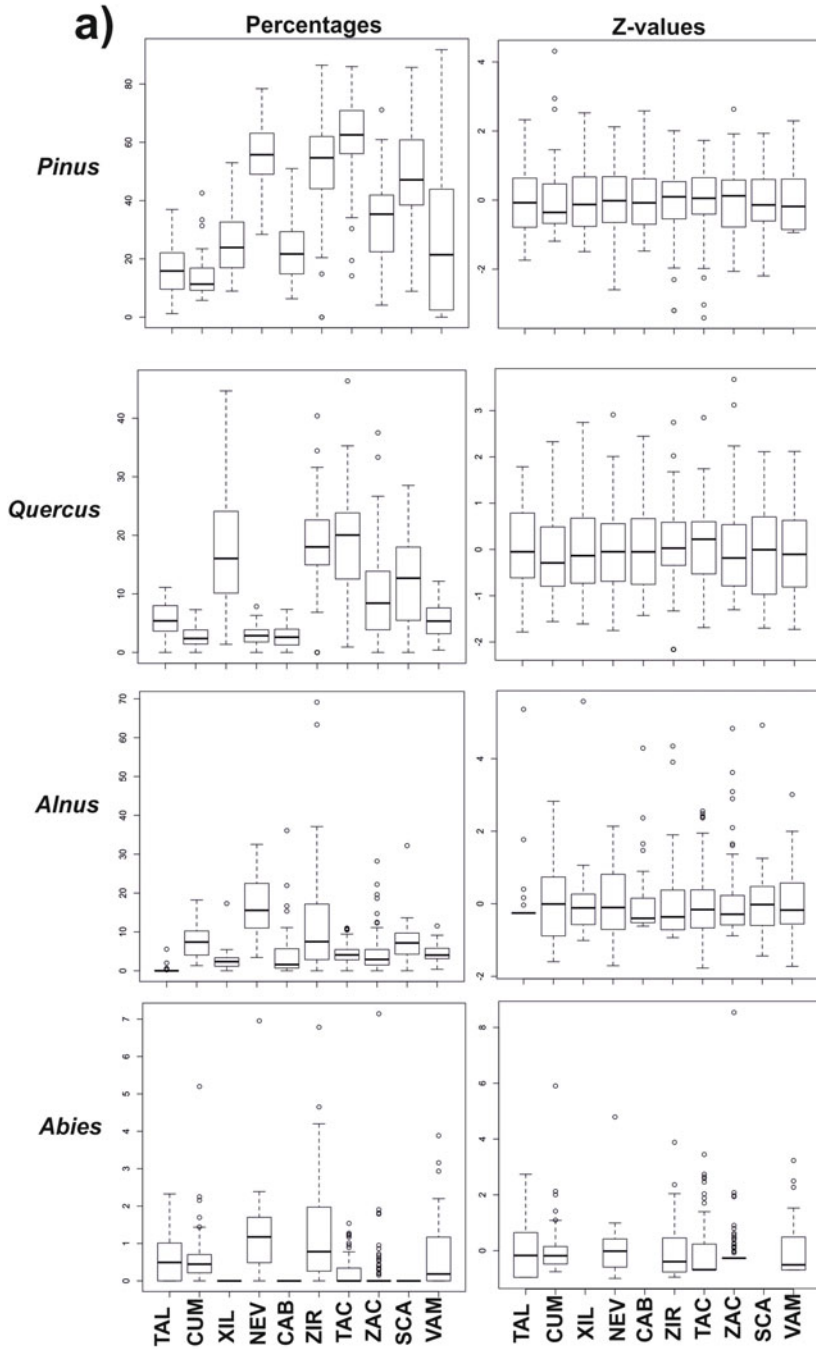 a)
Percentages Z-values
Pinus
0 20 40 60 80
-2 0 2 4
Quercus
0 10 20 30 40
-2 -1 0 1 2 3
Alnus
0 10 20 30 40 50 60 70
-2 0 2 4
Abies
0 1 2 3 4 5 6 7
0 2 4 6 8
TAL CUM XIL NEV CAB ZIR TAC ZAC SCA VAM
TAL CUM XIL NEV CAB ZIR TAC ZAC SCA VAM